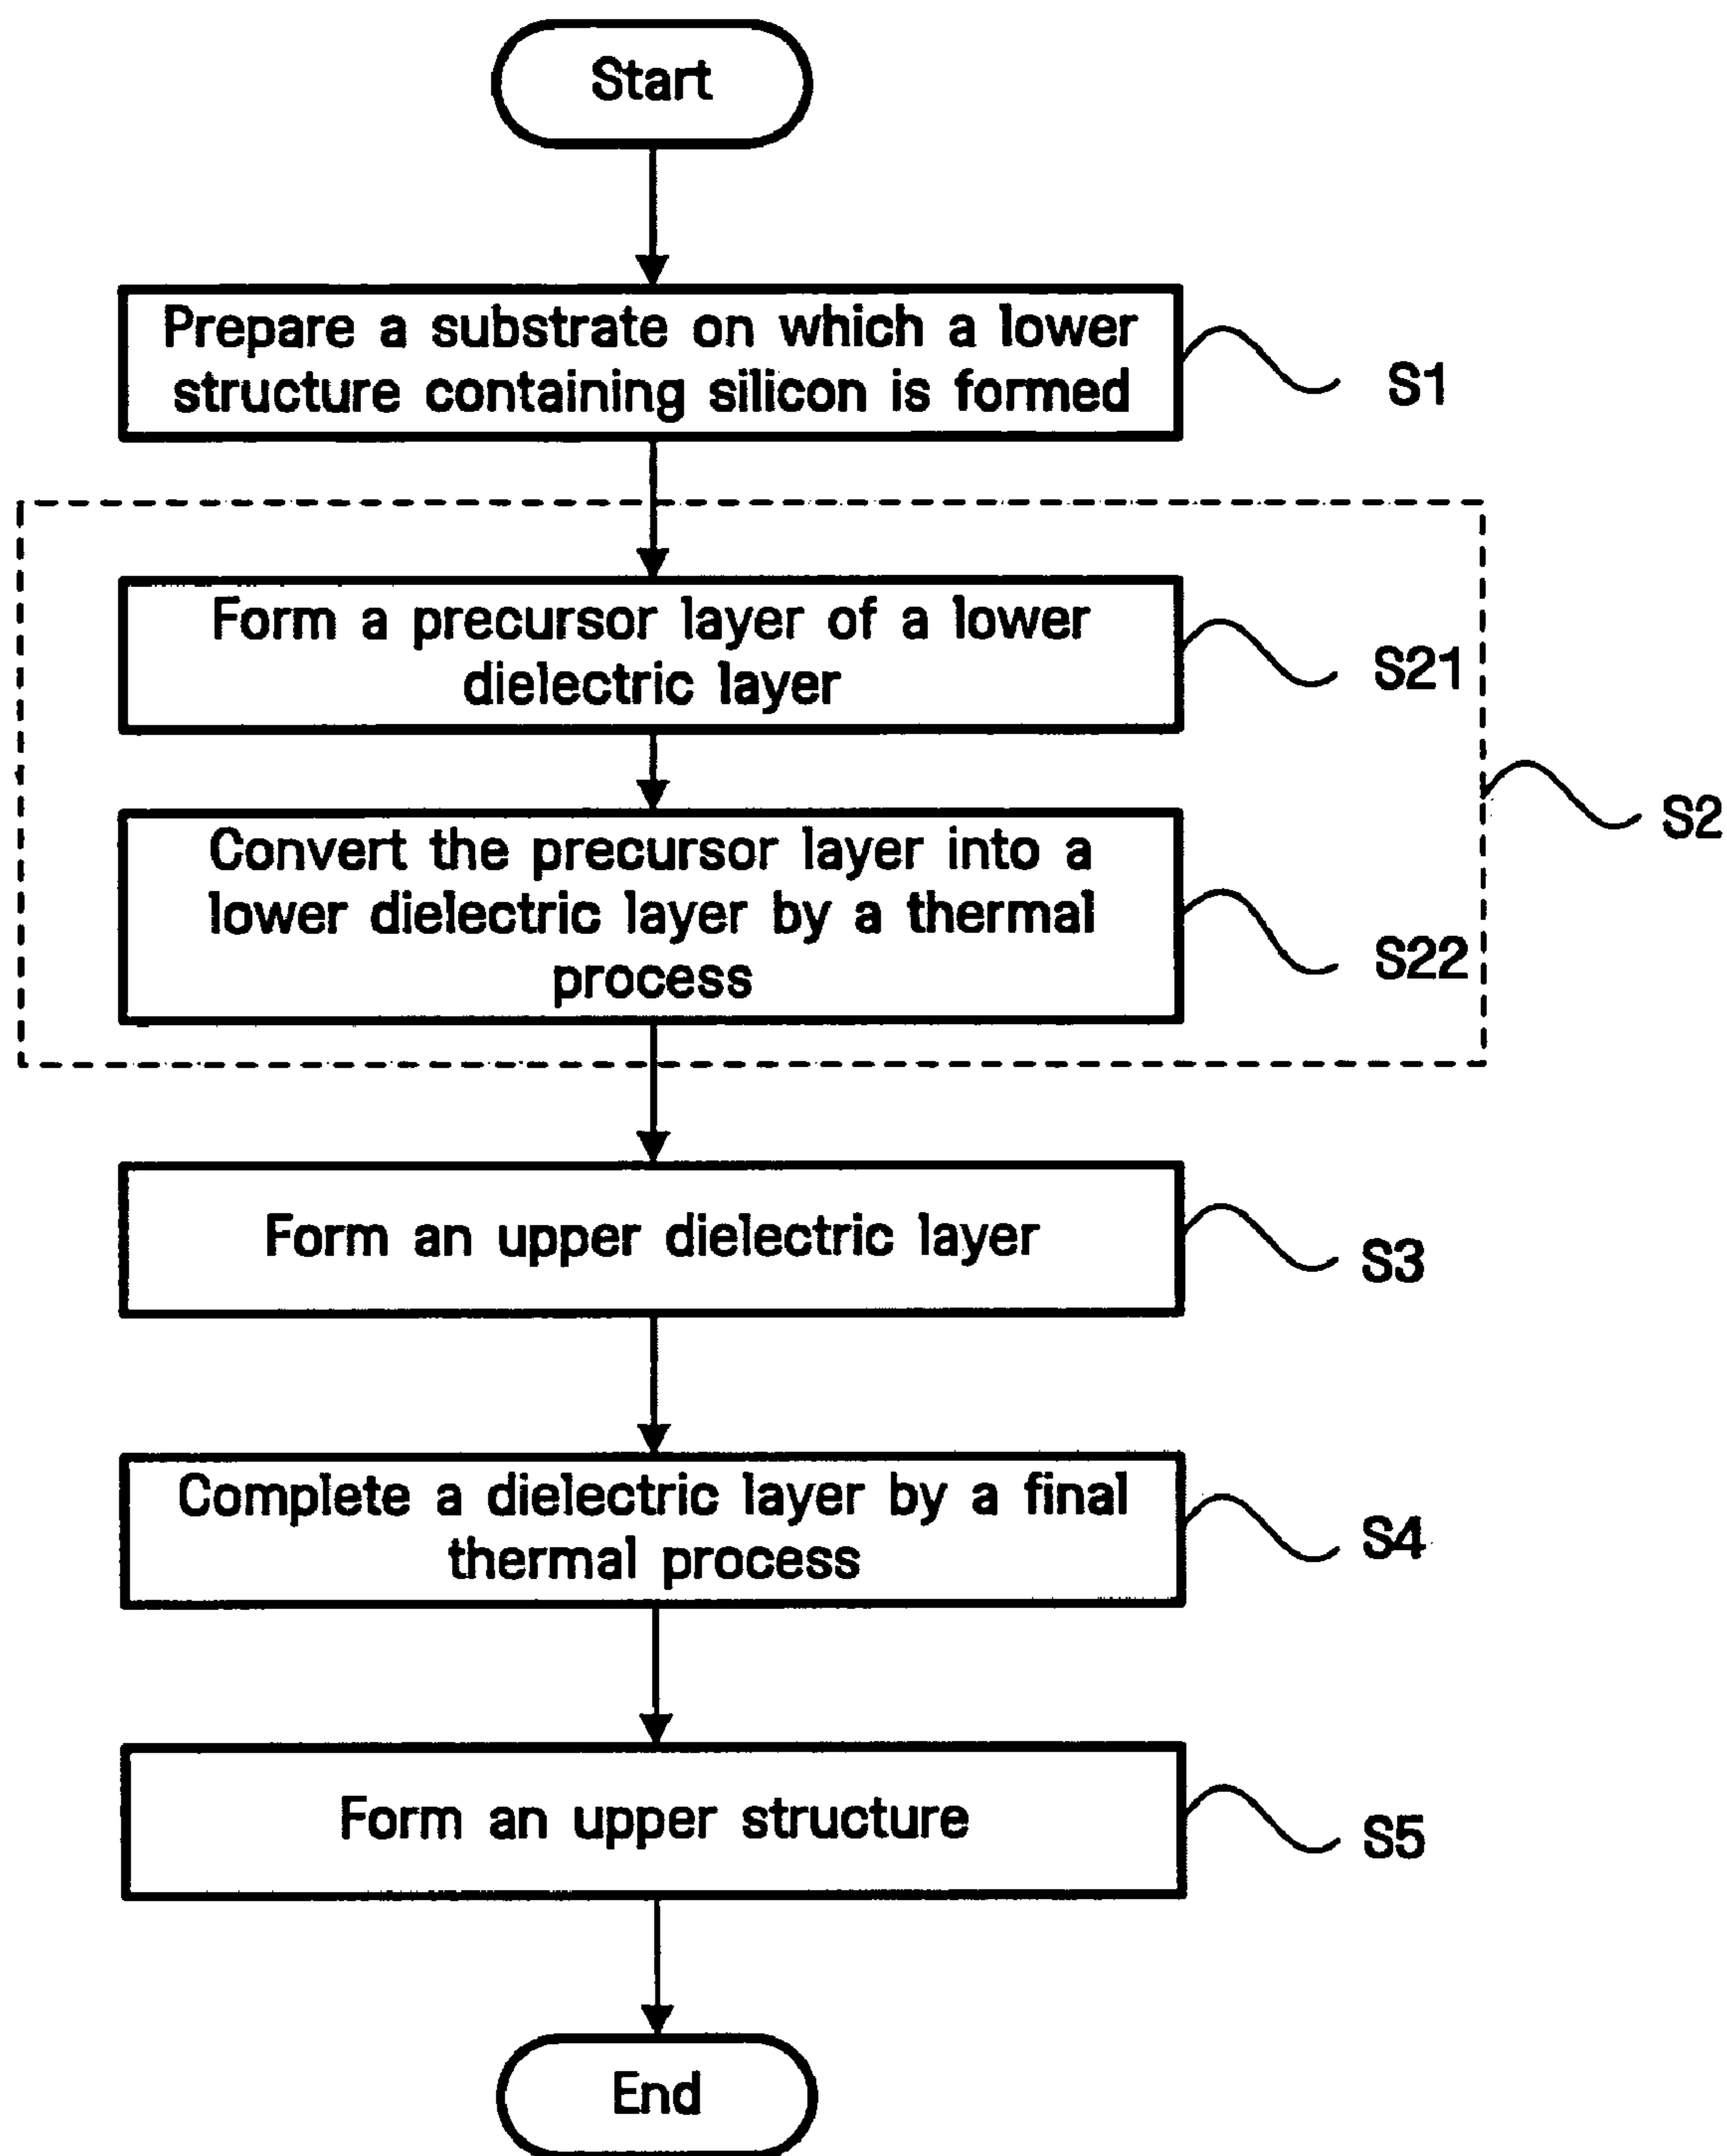 Start
Prepare a substrate on which a lower
structure containing silicon is formed
S1
Form a precursor layer of a lower
dielectric layer
S21
Convert the precursor layer into a
lower dielectric layer by a thermal
process
S22
S2
Form an upper dielectric layer
S3
Complete a dielectric layer by a final
thermal process
S4
Form an upper structure
S5
End